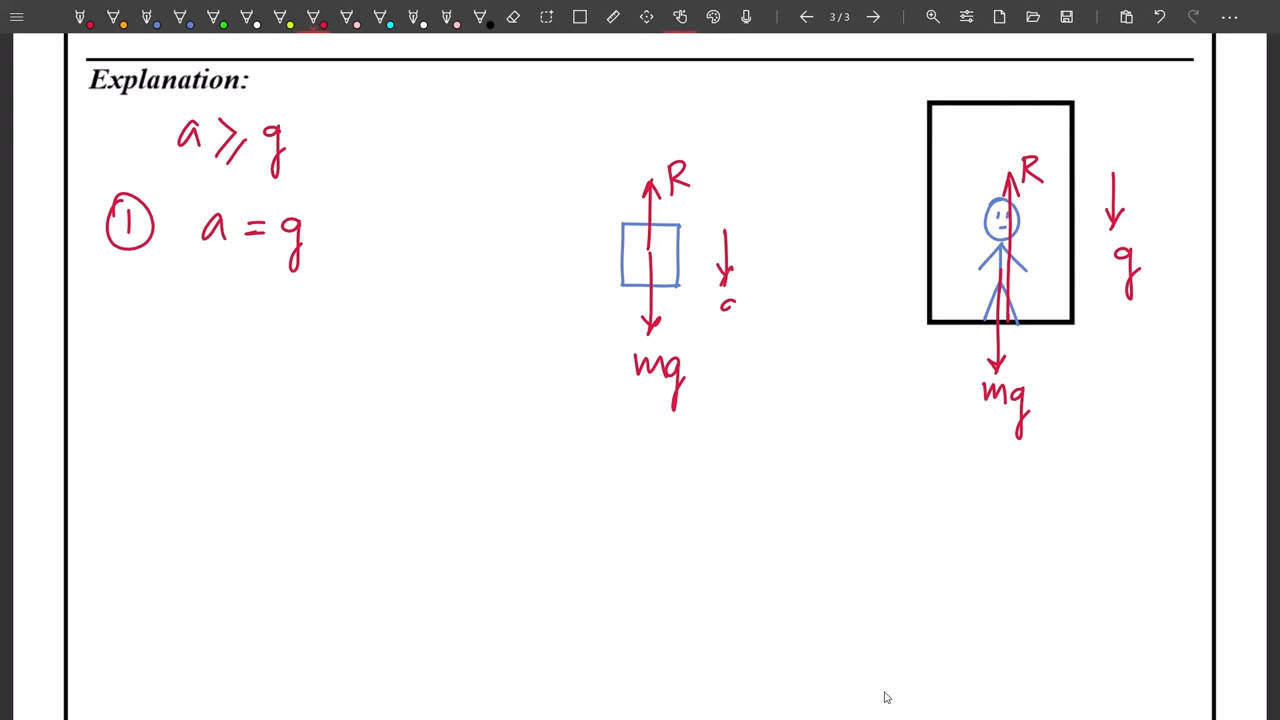 3/3
Explanation:
a ⩾ g
① a = g
R
mg
R
g
mg